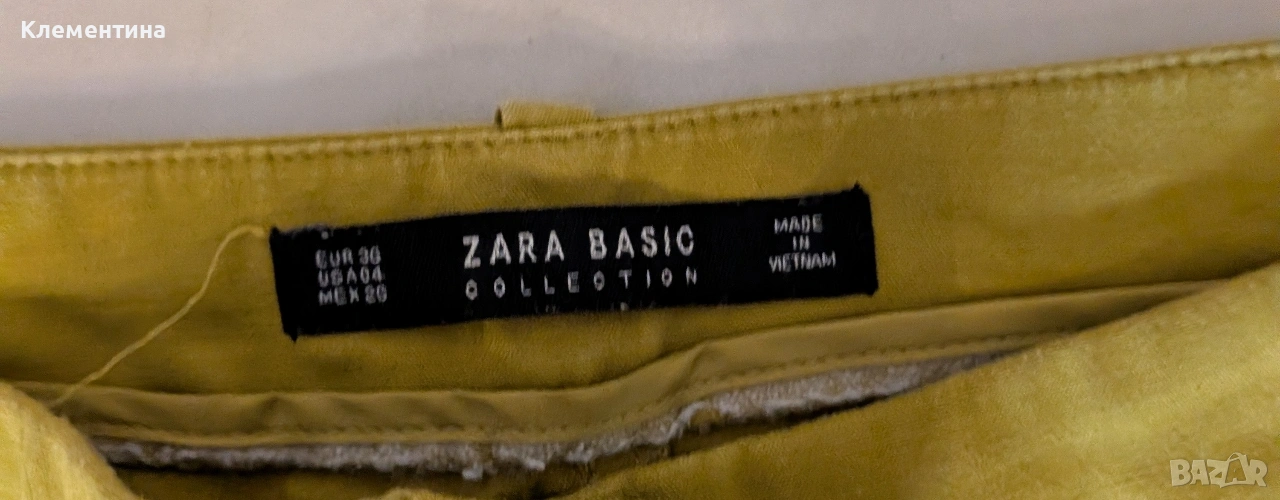 Клементина
EUR 36
USA 04
MEX 26
ZARA BASIC
COLLECTION
MADE
IN
VIETNAM
BAZAR